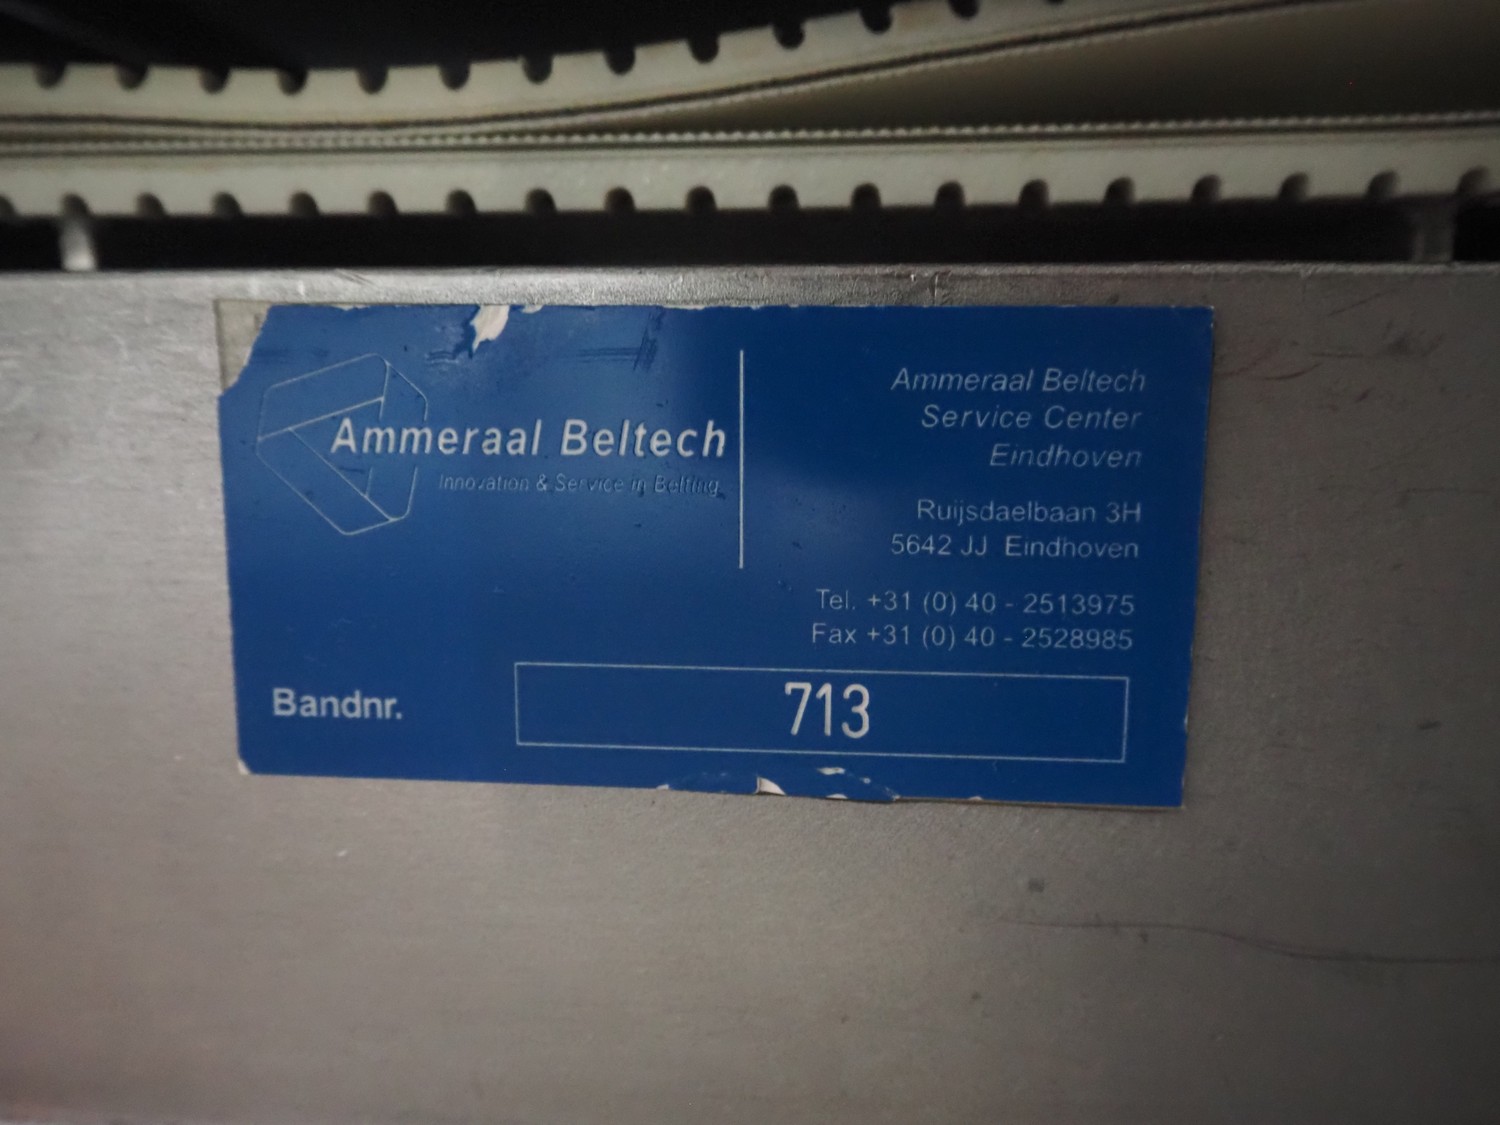 Ammeraal Beltech
Innovation & Service in Belting
Ammeraal Beltech
Service Center
Eindhoven
Ruijsdaelbaan 3H
5642 JJ Eindhoven
Tel. +31 (0) 40 - 2513975
Fax +31 (0) 40 - 2528985
Bandnr.
713